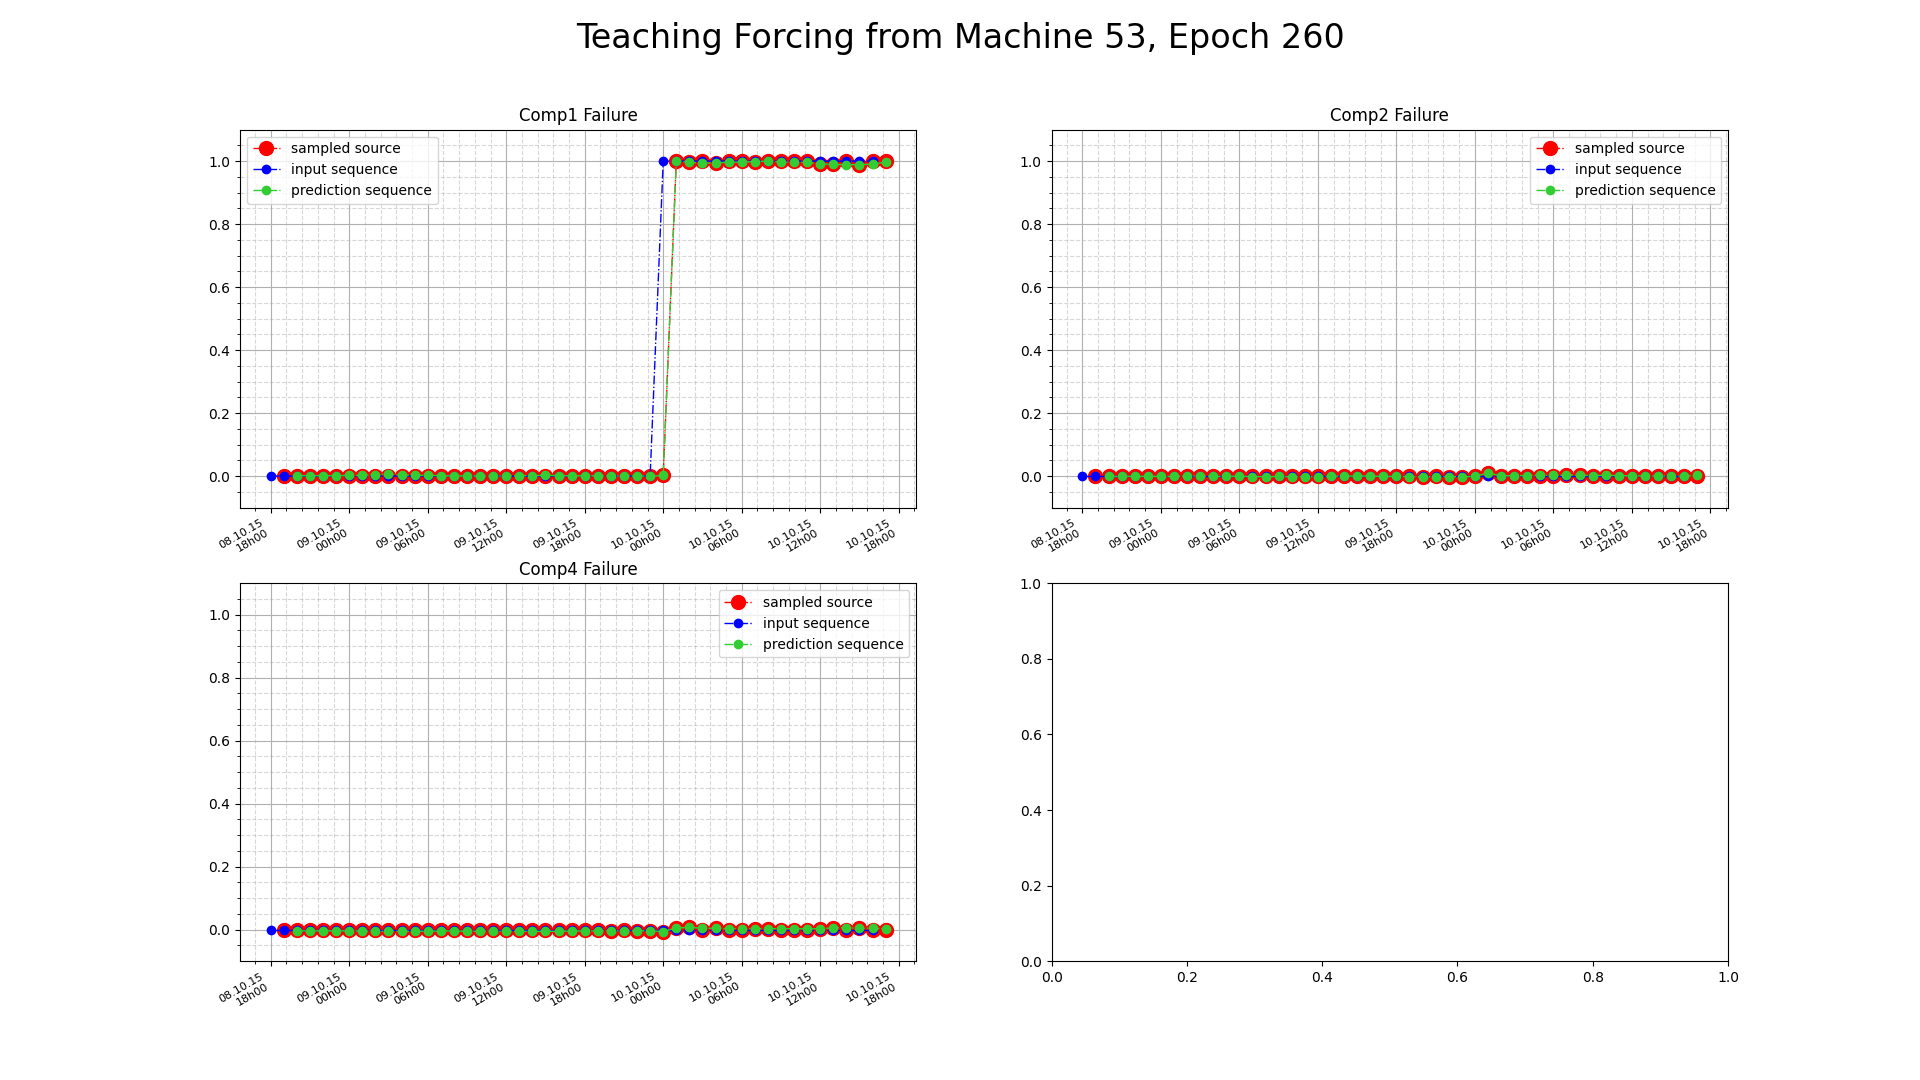 Teaching Forcing from Machine 53, Epoch 260
Comp1 Failure
sampled source
input sequence
prediction sequence
1.0
0.8
0.6
0.4
0.2
0.0
08.10.15
18h00
09.10.15
00h00
09.10.15
06h00
09.10.15
12h00
09.10.15
18h00
10.10.15
00h00
10.10.15
06h00
10.10.15
12h00
10.10.15
18h00
Comp2 Failure
sampled source
input sequence
prediction sequence
1.0
0.8
0.6
0.4
0.2
0.0
08.10.15
18h00
09.10.15
00h00
09.10.15
06h00
09.10.15
12h00
09.10.15
18h00
10.10.15
00h00
10.10.15
06h00
10.10.15
12h00
10.10.15
18h00
Comp4 Failure
sampled source
input sequence
prediction sequence
1.0
0.8
0.6
0.4
0.2
0.0
08.10.15
18h00
09.10.15
00h00
09.10.15
06h00
09.10.15
12h00
09.10.15
18h00
10.10.15
00h00
10.10.15
06h00
10.10.15
12h00
10.10.15
18h00
1.0
0.8
0.6
0.4
0.2
0.0
0.0 0.2 0.4 0.6 0.8 1.0